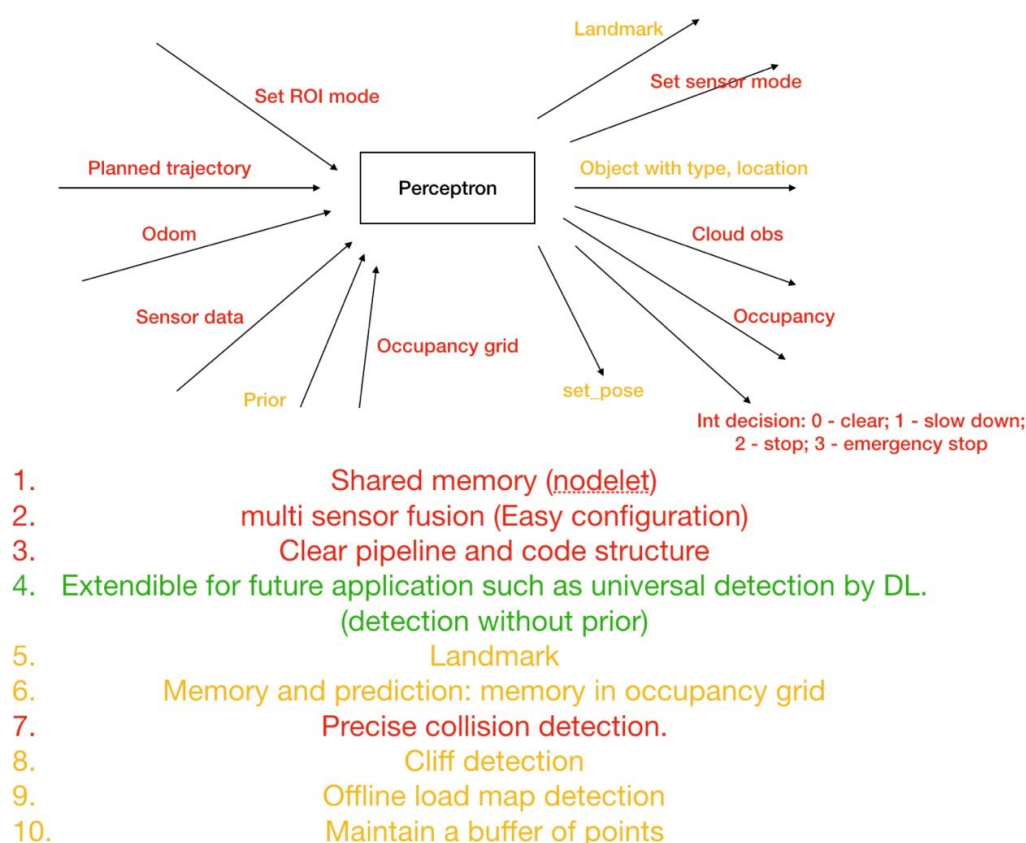 Landmark
Set sensor mode
Set ROI mode
Planned trajectory
Object with type, location
Perceptron
Odom
Cloud obs
Sensor data
Occupancy
Occupancy grid
Prior
set_pose
Int decision: 0 - clear; 1 - slow down;
2 - stop; 3 - emergency stop
1. Shared memory (nodelet)
2. multi sensor fusion (Easy configuration)
3. Clear pipeline and code structure
4. Extendible for future application such as universal detection by DL.
(detection without prior)
5. Landmark
6. Memory and prediction: memory in occupancy grid
7. Precise collision detection.
8. Cliff detection
9. Offline load map detection
10. Maintain a buffer of points